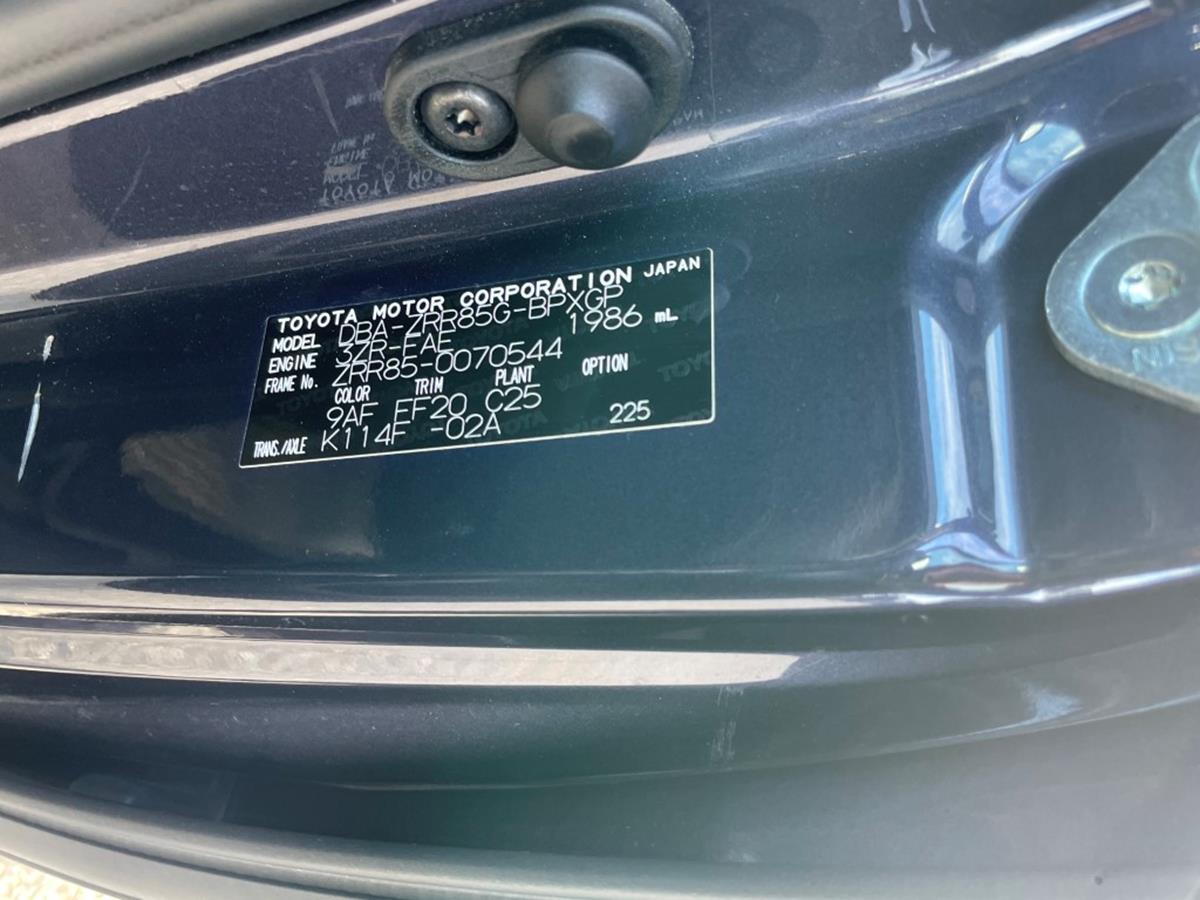 TOYOTA MOTOR CORPORATION JAPAN
MODEL DBA-ZRR85G-BPXGP
ENGINE 3ZR-FAE 1986 mL
FRAME No. ZRR85-0070544
COLOR TRIM PLANT OPTION
9AF EF20 C25
TRANS./AXLE K114F -02A 225